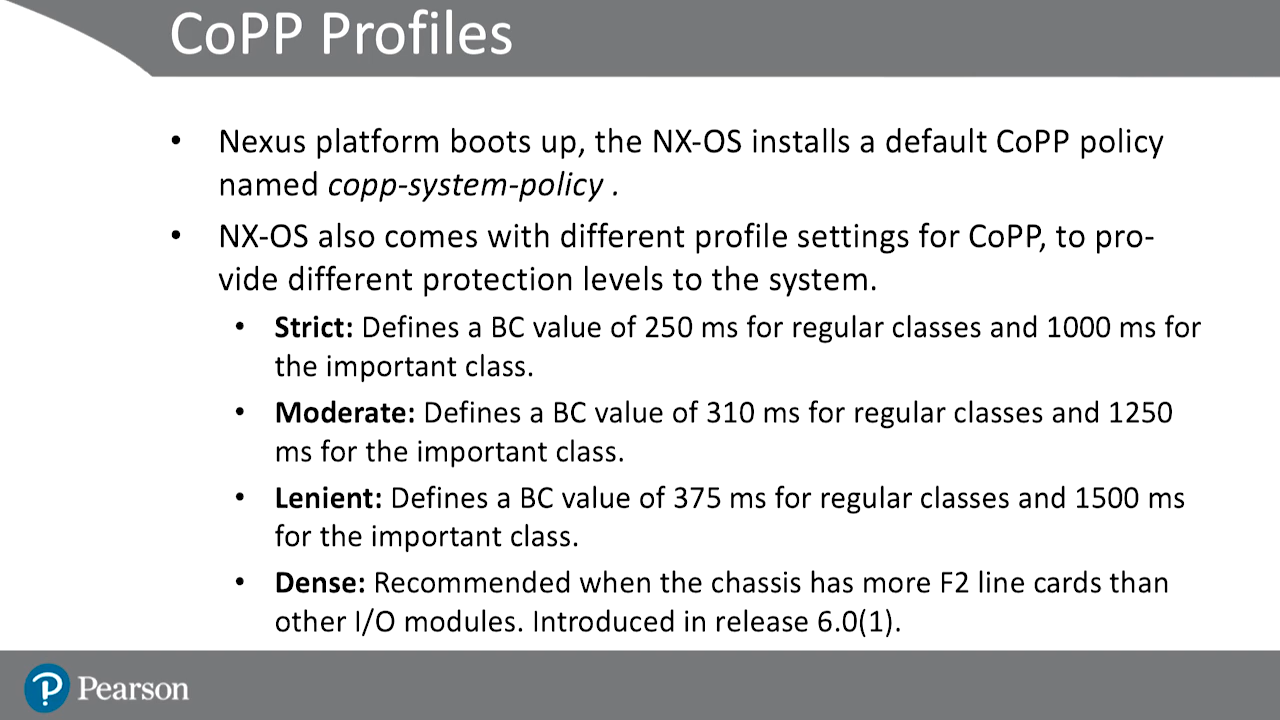 CoPP Profiles
• Nexus platform boots up, the NX-OS installs a default CoPP policy
named copp-system-policy .
• NX-OS also comes with different profile settings for CoPP, to pro-
vide different protection levels to the system.
• Strict: Defines a BC value of 250 ms for regular classes and 1000 ms for
the important class.
• Moderate: Defines a BC value of 310 ms for regular classes and 1250
ms for the important class.
• Lenient: Defines a BC value of 375 ms for regular classes and 1500 ms
for the important class.
• Dense: Recommended when the chassis has more F2 line cards than
other I/O modules. Introduced in release 6.0(1).
Pearson